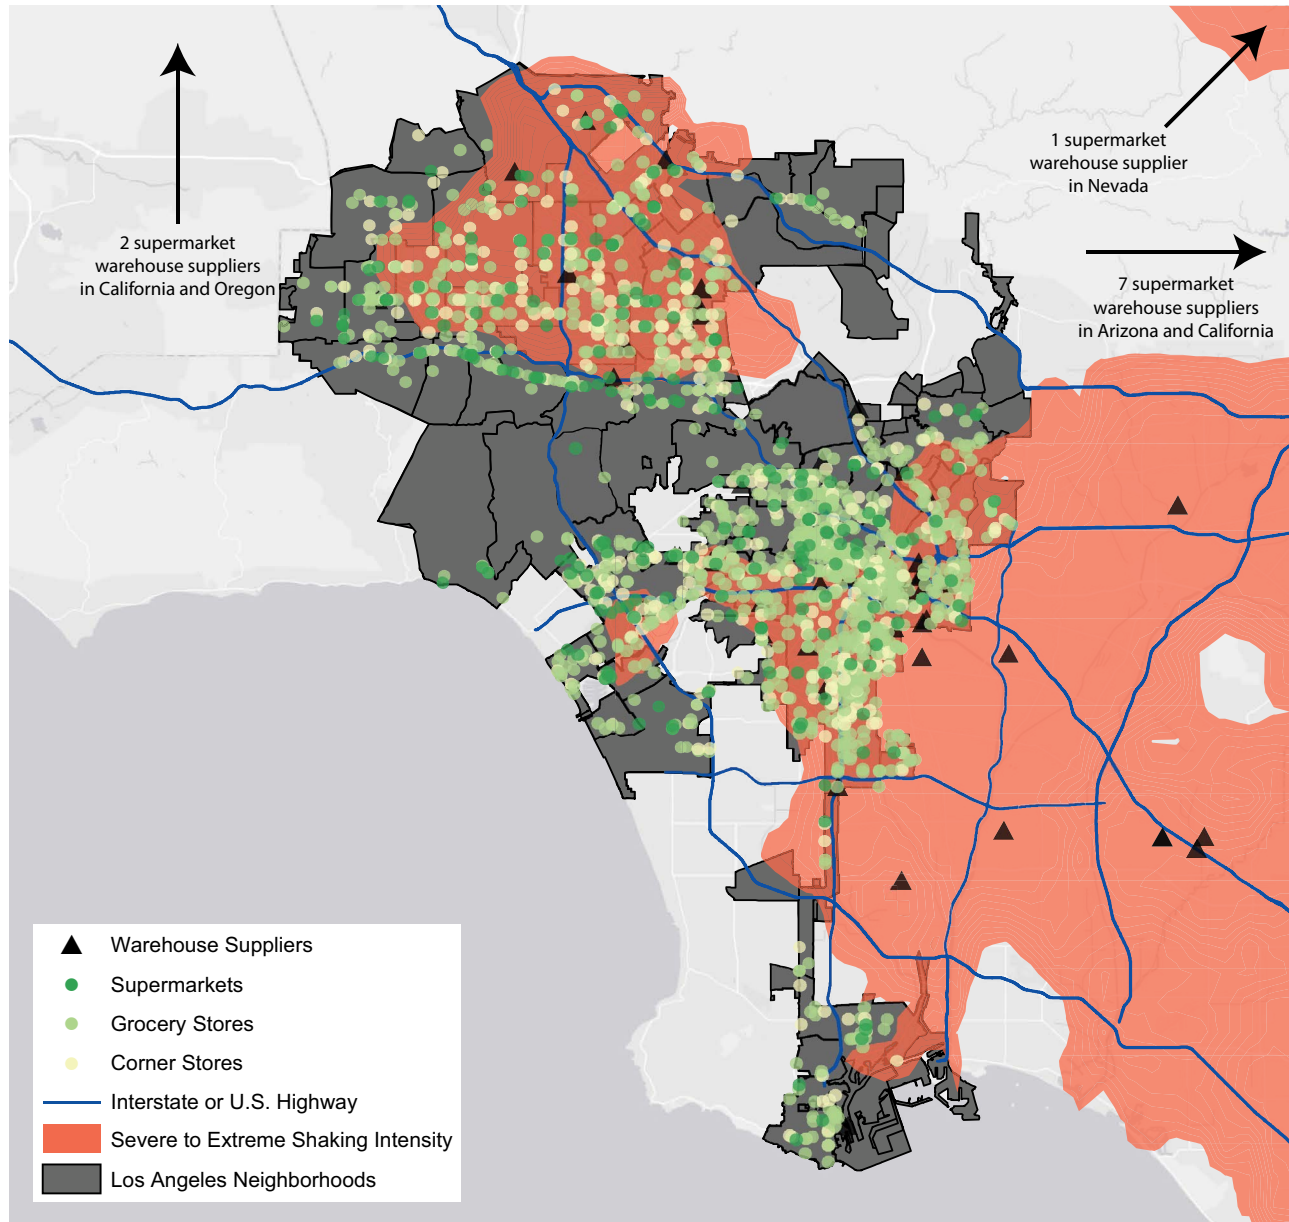 1 supermarket
warehouse supplier
in Nevada
2 supermarket
warehouse suppliers
in California and Oregon
7 supermarket
warehouse suppliers
in Arizona and California
Warehouse Suppliers
Supermarkets
Grocery Stores
Corner Stores
Interstate or U.S. Highway
Severe to Extreme Shaking Intensity
Los Angeles Neighborhoods